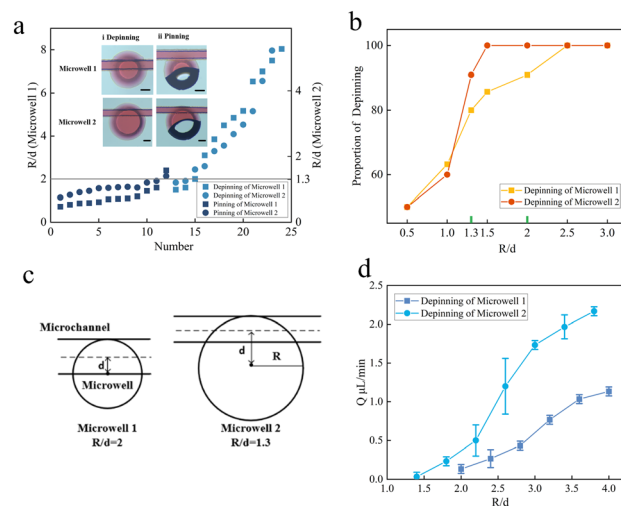 a
i Depinning
ii Pinning
Microwell 1
Microwell 2
R/d (Microwell 1)
8
6
4
2
0
R/d (Microwell 2)
4
2
1.3
0
Depinning of Microwell 1
Depinning of Microwell 2
Pinning of Microwell 1
Pinning of Microwell 2
0
5
10
15
20
25
Number
b
Proportion of Depinning
100
80
60
Depinning of Microwell 1
Depinning of Microwell 2
0.5
1.0
1.3
1.5
2.0
2.5
3.0
R/d
c
Microchannel
d
Microwell
d
R
Microwell 1
R/d=2
Microwell 2
R/d=1.3
d
Q μL/min
2.5
2.0
1.5
1.0
0.5
0.0
Depinning of Microwell 1
Depinning of Microwell 2
1.0
1.5
2.0
2.5
3.0
3.5
4.0
R/d